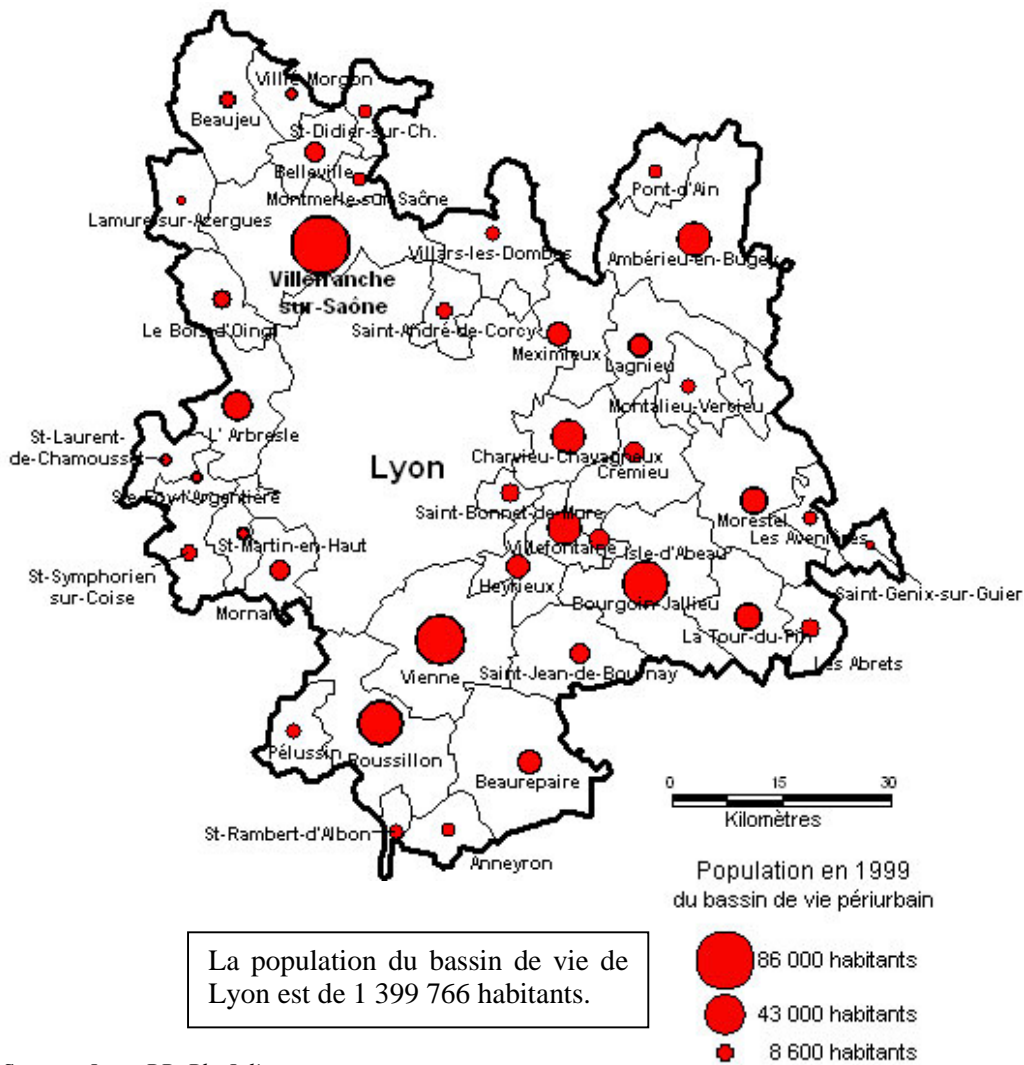 Villié-Morgon
Beaujeu
St-Didier-sur-Ch.
Belleville
Montmerle-sur Saône
Lamure-sur-Azergues
Pont-d'Ain
Villars-les-Dombes
Ambérieu-en-Bugey
Villefranche
sur-Saône
Le Bois-d'Oingt
Saint-André-de-Corcy
Meximieux
Lagnieu
Montalieu-Vercieu
L' Arbresle
St-Laurent-
de-Chamousset
Lyon
Charvieu-Chavagneux
Crémieu
Ste-Foy-l'Argentière
Saint-Bonnet-de-Mure
Morestel
Les Avenières
St-Martin-en-Haut
Villefontaine
Isle-d'Abeau
St-Symphorien
sur-Coise
Heyrieux
Saint-Genix-sur-Guier
Mornant
Bourgoin-Jallieu
La Tour-du-Pin
Vienne
Saint-Jean-de-Bournay
Les Abrets
Pélussin
Roussillon
Beaurepaire
0 15 30
Kilomètres
St-Rambert-d'Albon
Anneyron
Population en 1999
du bassin de vie périurbain
86 000 habitants
43 000 habitants
8 600 habitants
La population du bassin de vie de
Lyon est de 1 399 766 habitants.